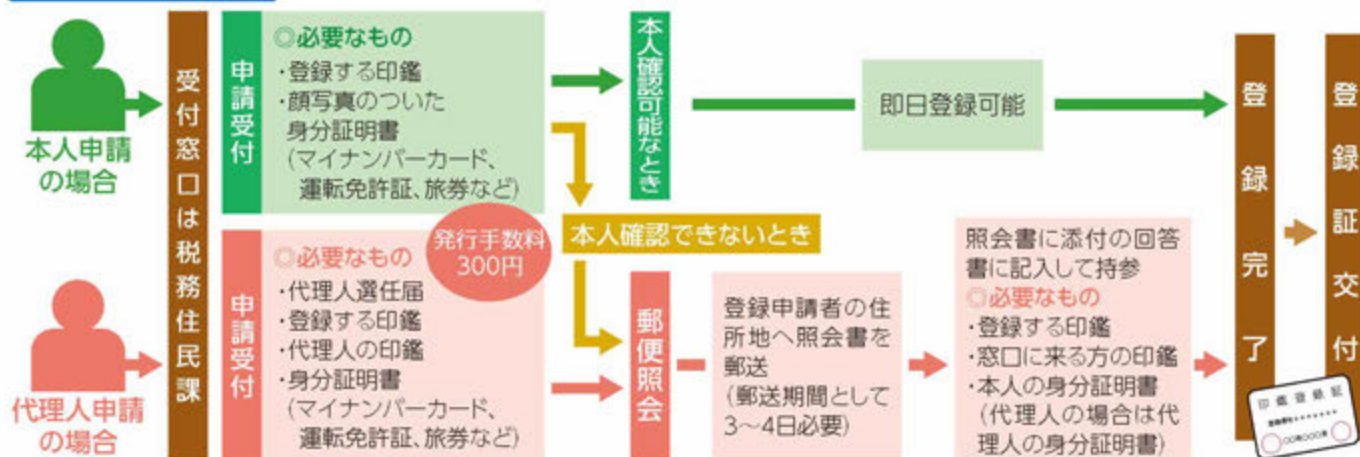 本人申請
の場合
受付窓口は税務住民課
申請受付
◎必要なもの
・登録する印鑑
・顔写真のついた
身分証明書
(マイナンバーカード、
運転免許証、旅券など)
本人確認可能なとき
即日登録可能
登録完了
登録証交付
本人確認できないとき
発行手数料
300円
代理人申請
の場合
申請受付
◎必要なもの
・代理人選任届
・登録する印鑑
・代理人の印鑑
・身分証明書
(マイナンバーカード、
運転免許証、旅券など)
郵便照会
登録申請者の住
所地へ照会書を
郵送
(郵送期間として
3〜4日必要)
照会書に添付の回答
書に記入して持参
◎必要なもの
・登録する印鑑
・窓口に来る方の印鑑
・本人の身分証明書
(代理人の場合は代
理人の身分証明書)
印鑑登録証